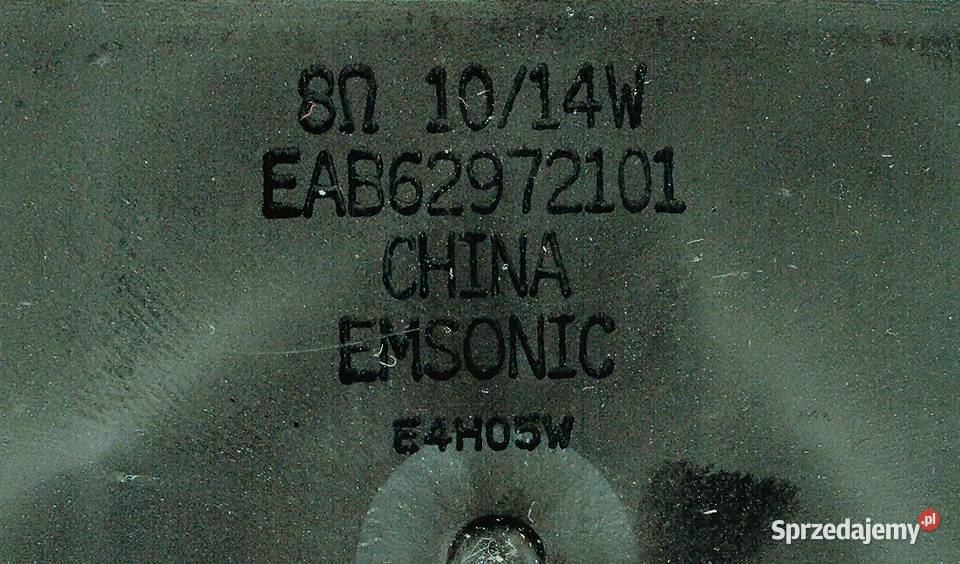 8Ω 10/14W
EAB62972101
CHINA
EMSONIC
E4H05W
Sprzedajemy.pl